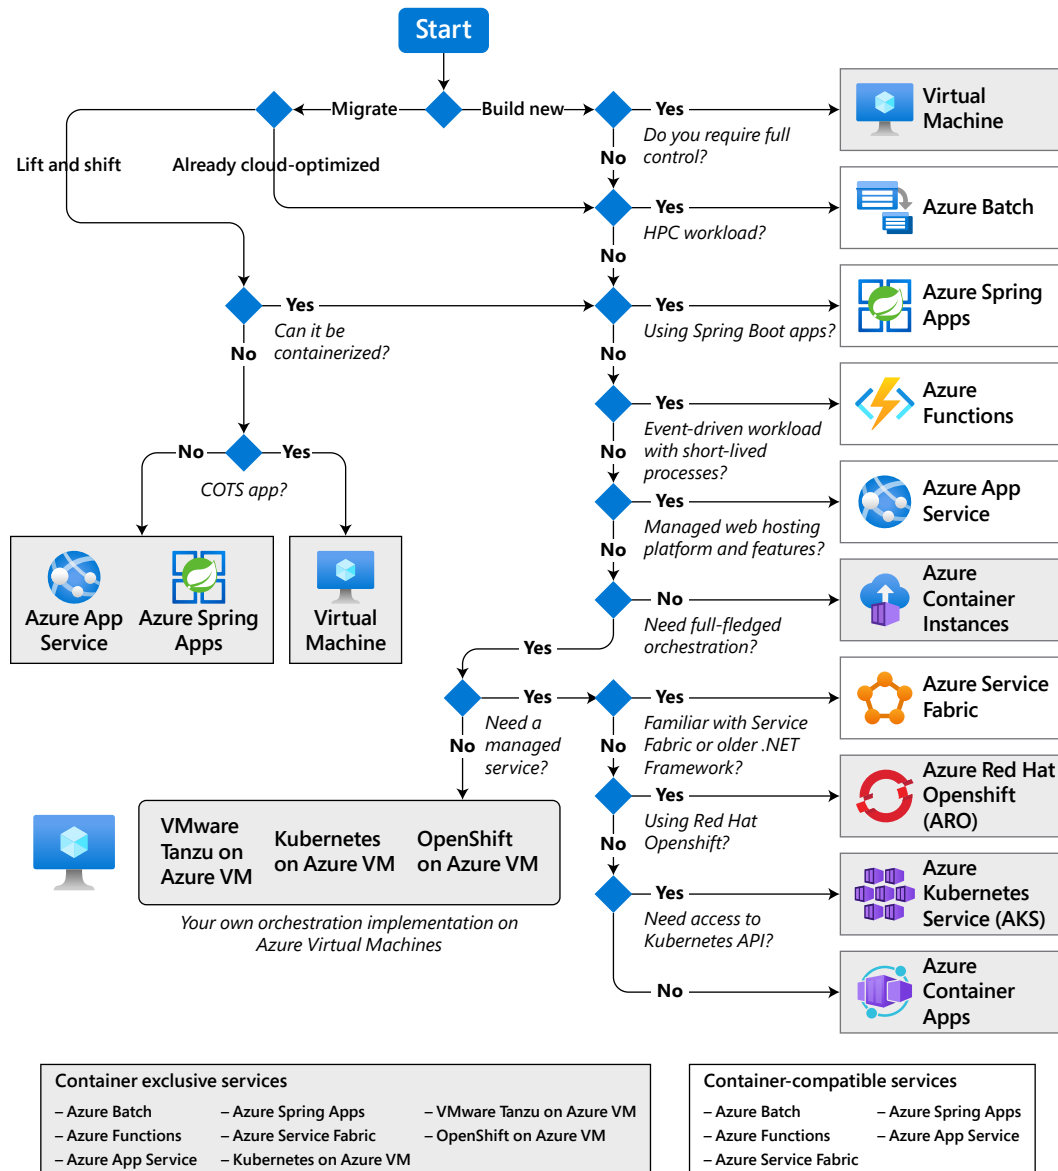 Start
Migrate
Build new
Yes
Virtual
Machine
Do you require full
control?
No
Lift and shift
Already cloud-optimized
Yes
Azure Batch
HPC workload?
No
Yes
Can it be
containerized?
No
Yes
Azure Spring
Apps
Using Spring Boot apps?
No
Yes
Azure
Functions
Event-driven workload
with short-lived
processes?
No
No
Yes
COTS app?
Azure App
Service
Azure Spring
Apps
Virtual
Machine
Yes
Azure App
Service
Managed web hosting
platform and features?
No
No
Azure
Container
Instances
Need full-fledged
orchestration?
Yes
Yes
Need a
managed
service?
No
Yes
Azure Service
Fabric
Familiar with Service
Fabric or older .NET
Framework?
No
Yes
Azure Red Hat
Openshift
(ARO)
Using Red Hat
Openshift?
No
VMware
Tanzu on
Azure VM
Kubernetes
on Azure VM
OpenShift
on Azure VM
Your own orchestration implementation on
Azure Virtual Machines
Yes
Azure
Kubernetes
Service (AKS)
Need access to
Kubernetes API?
No
Azure
Container
Apps
Container exclusive services
– Azure Batch
– Azure Functions
– Azure App Service
– Azure Spring Apps
– Azure Service Fabric
– Kubernetes on Azure VM
– VMware Tanzu on Azure VM
– OpenShift on Azure VM
Container-compatible services
– Azure Batch
– Azure Functions
– Azure Service Fabric
– Azure Spring Apps
– Azure App Service